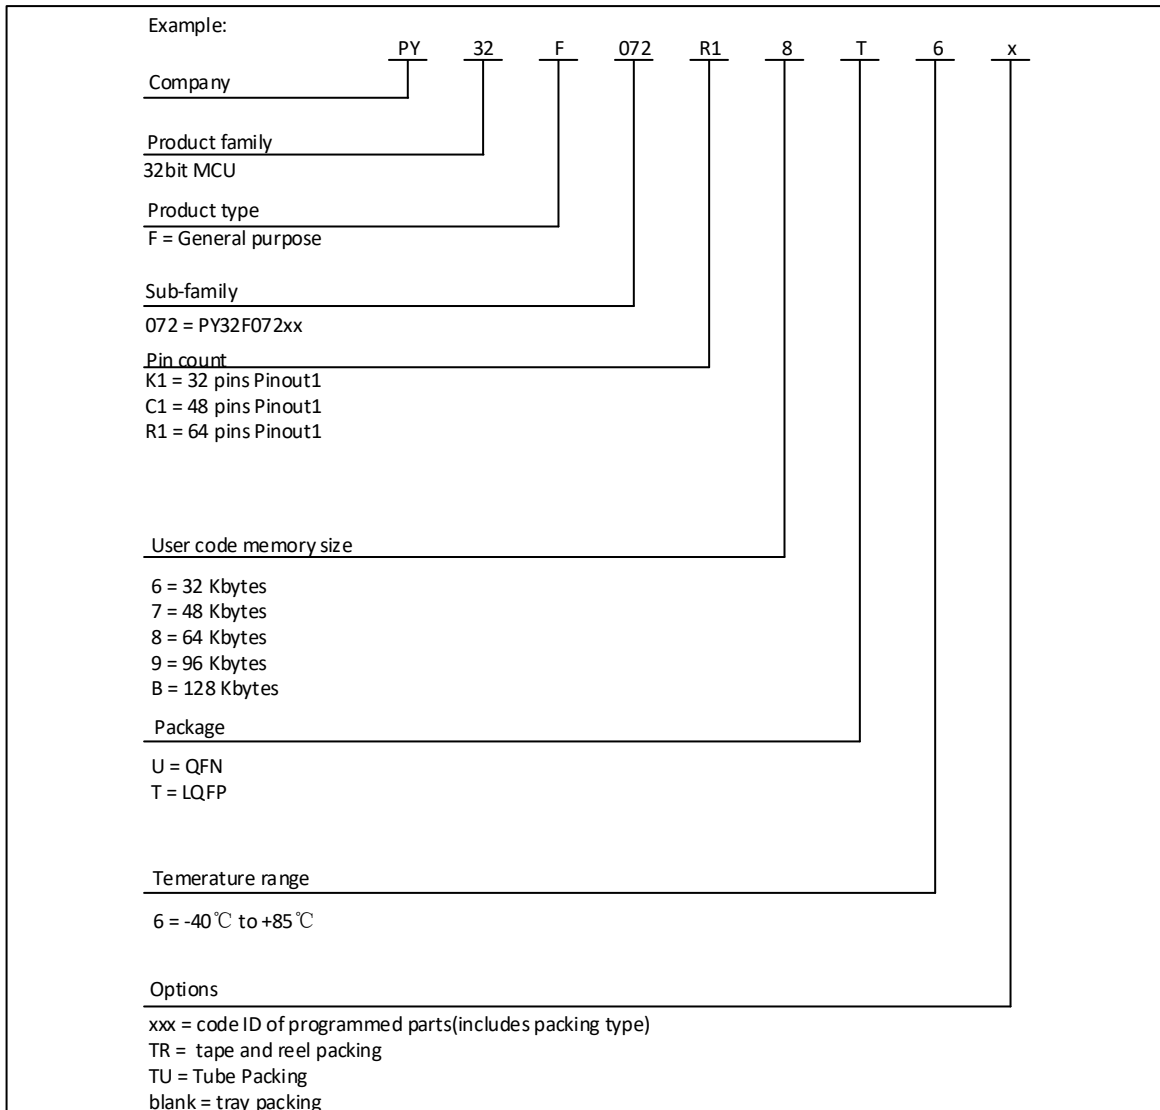 Example:
PY 32 F 072 R1 8 T 6 x
Company
Product family
32bit MCU
Product type
F = General purpose
Sub-family
072 = PY32F072xx
Pin count
K1 = 32 pins Pinout1
C1 = 48 pins Pinout1
R1 = 64 pins Pinout1
User code memory size
6 = 32 Kbytes
7 = 48 Kbytes
8 = 64 Kbytes
9 = 96 Kbytes
B = 128 Kbytes
Package
U = QFN
T = LQFP
Temerature range
6 = -40℃ to +85℃
Options
xxx = code ID of programmed parts(includes packing type)
TR = tape and reel packing
TU = Tube Packing
blank = tray packing